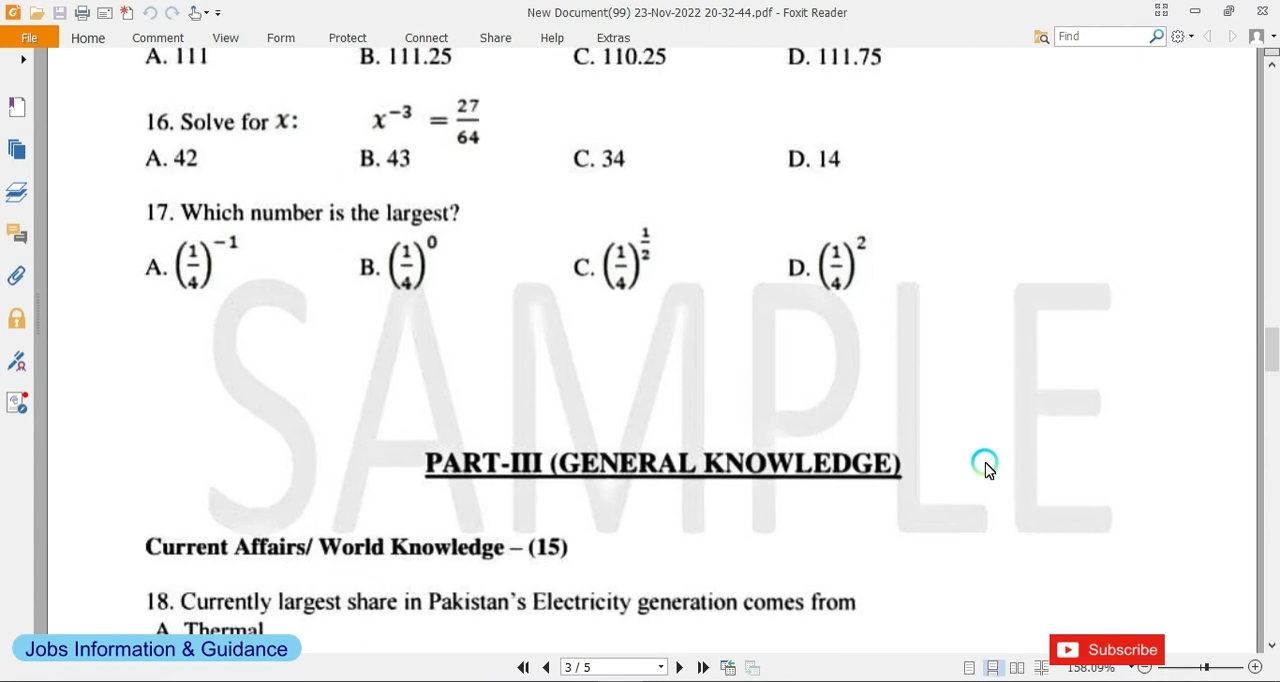 New Document(99) 23-Nov-2022 20-32-44.pdf - Foxit Reader
File Home Comment View Form Protect Connect Share Help Extras Find
A. 111 B. 111.25 C. 110.25 D. 111.75
16. Solve for x: x⁻³ = 27/64
A. 42 B. 43 C. 34 D. 14
17. Which number is the largest?
A. (1/4)⁻¹ B. (1/4)⁰ C. (1/4)^(1/2) D. (1/4)²
SAMPLE
PART-III (GENERAL KNOWLEDGE)
Current Affairs/ World Knowledge – (15)
18. Currently largest share in Pakistan's Electricity generation comes from
A. Thermal
Jobs Information & Guidance
Subscribe
3 / 5 158.09%